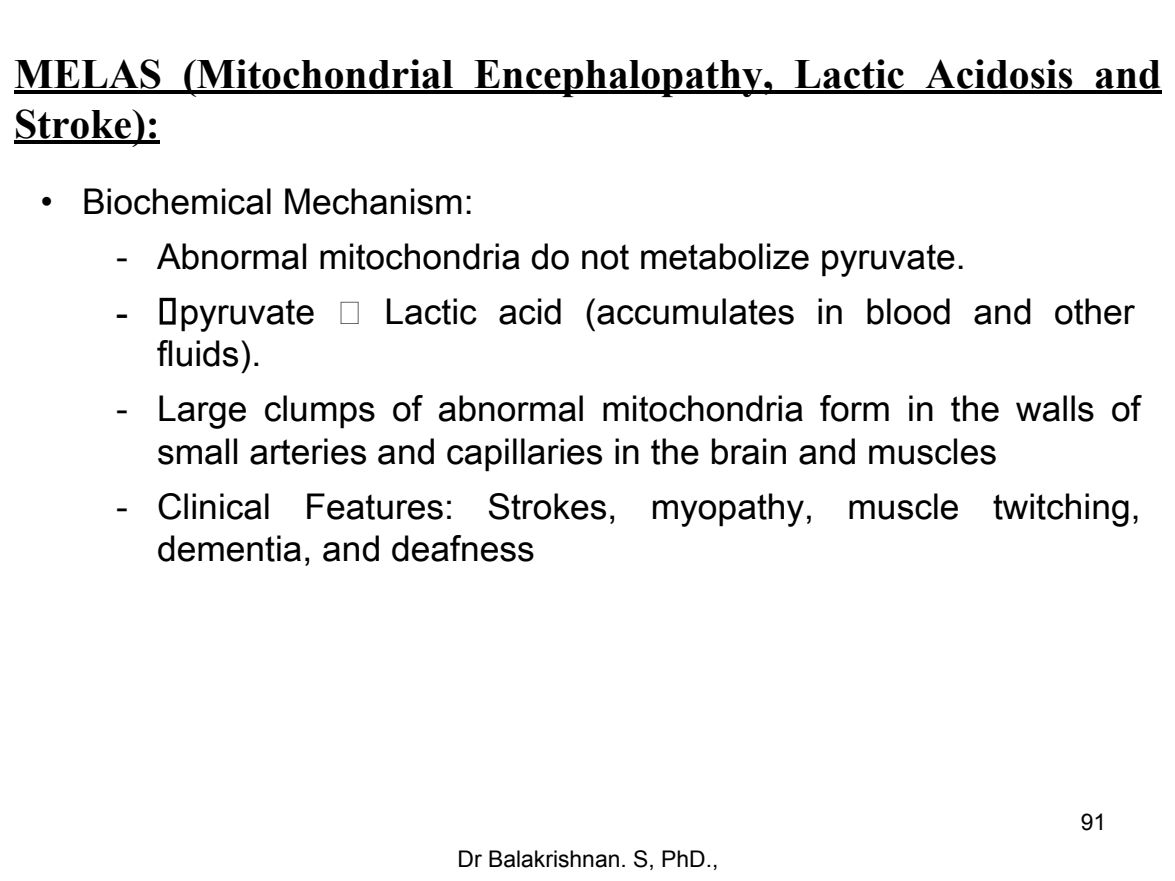 MELAS (Mitochondrial Encephalopathy, Lactic Acidosis and
Stroke):
• Biochemical Mechanism:
- Abnormal mitochondria do not metabolize pyruvate.
- ▯pyruvate □ Lactic acid (accumulates in blood and other
fluids).
- Large clumps of abnormal mitochondria form in the walls of
small arteries and capillaries in the brain and muscles
- Clinical Features: Strokes, myopathy, muscle twitching,
dementia, and deafness
91
Dr Balakrishnan. S, PhD.,